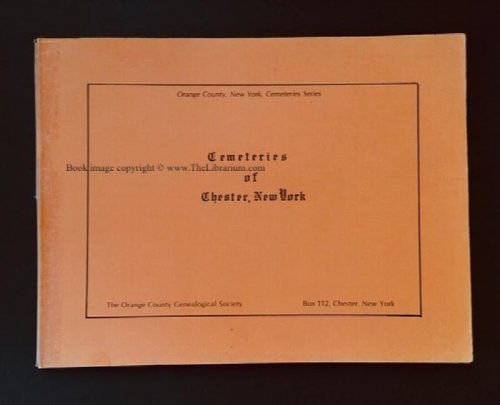 Orange County, New York, Cemeteries Series
Cemeteries
Book image copyright © www.TheLibrarium.com
of
Chester, New York
The Orange County Genealogical Society Box 112, Chester, New York